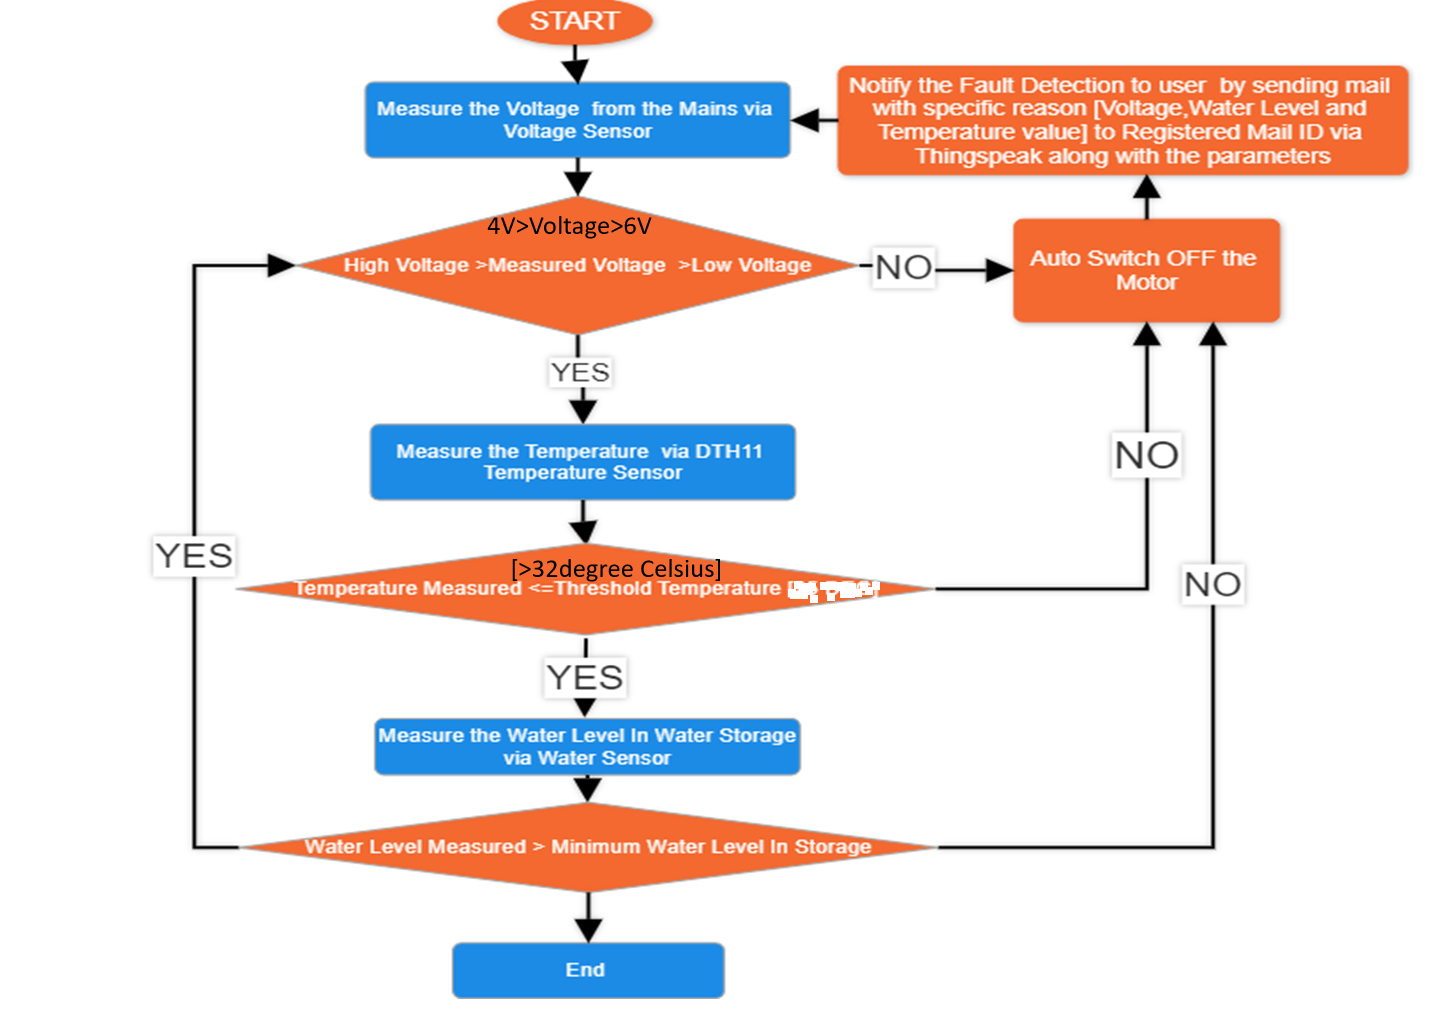 START
Measure the Voltage from the Mains via
Voltage Sensor
Notify the Fault Detection to user by sending mail
with specific reason [Voltage,Water Level and
Temperature value] to Registered Mail ID via
Thingspeak along with the parameters
4V>Voltage>6V
High Voltage >Measured Voltage >Low Voltage
NO
Auto Switch OFF the
Motor
YES
Measure the Temperature via DTH11
Temperature Sensor
NO
YES
[>32degree Celsius]
Temperature Measured <=Threshold Temperature
NO
YES
Measure the Water Level In Water Storage
via Water Sensor
Water Level Measured > Minimum Water Level In Storage
End